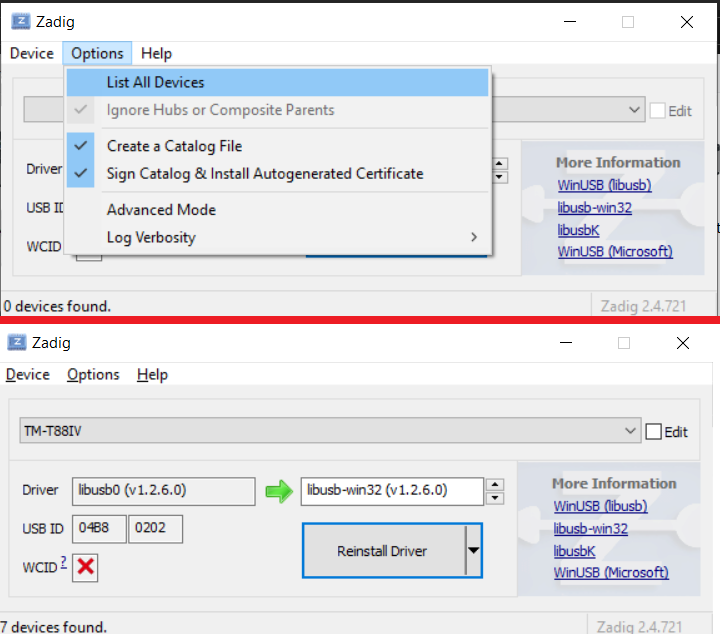 Zadig
Device Options Help
List All Devices
Ignore Hubs or Composite Parents
Edit
Create a Catalog File
More Information
Driver
Sign Catalog & Install Autogenerated Certificate
WinUSB (libusb)
USB ID
Advanced Mode
libusb-win32
libusbK
WCID
Log Verbosity
WinUSB (Microsoft)
0 devices found.
Zadig 2.4.721
Zadig
Device Options Help
TM-T88IV
Edit
Driver
libusb0 (v1.2.6.0)
libusb-win32 (v1.2.6.0)
More Information
WinUSB (libusb)
USB ID
04B8 0202
libusb-win32
Reinstall Driver
libusbK
WCID ?
WinUSB (Microsoft)
7 devices found.
Zadig 2.4.721